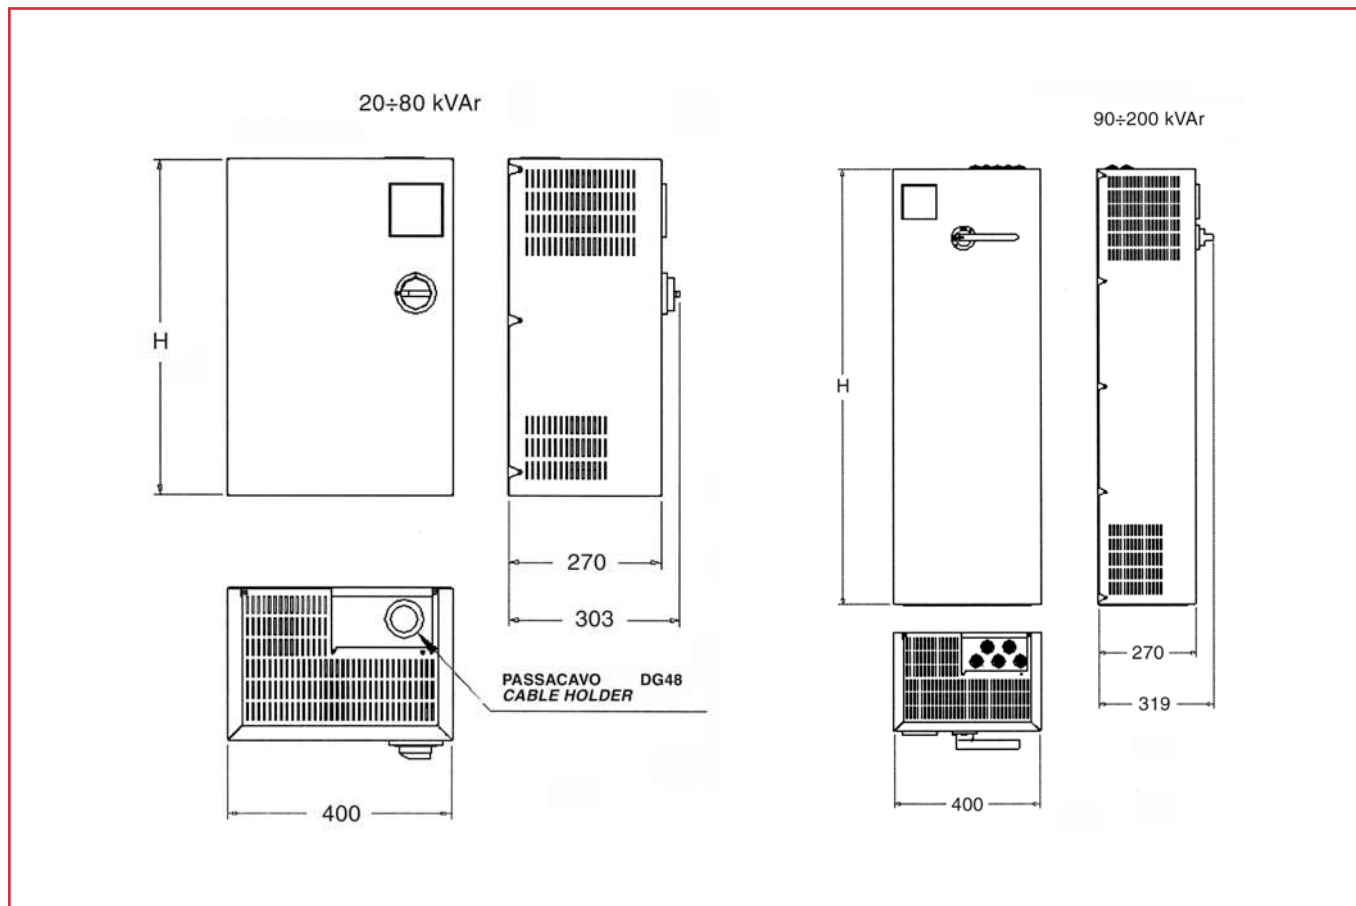 20÷80 kVAr
90÷200 kVAr
H
H
270
303
270
319
PASSACAVO DG48
CABLE HOLDER
400
400